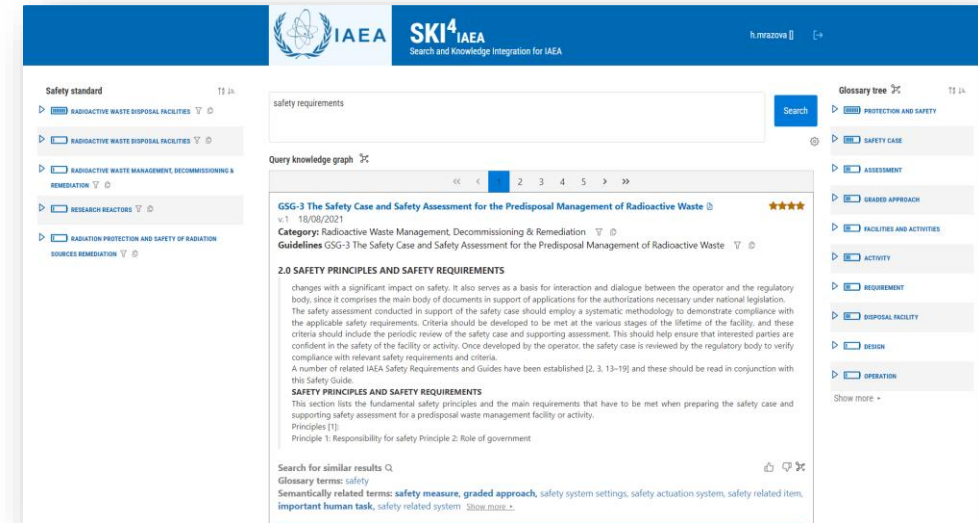 IAEA
SKI4 IAEA
Search and Knowledge Integration for IAEA
h.mrazova []
Safety standard
RADIOACTIVE WASTE DISPOSAL FACILITIES
RADIOACTIVE WASTE DISPOSAL FACILITIES
RADIOACTIVE WASTE MANAGEMENT, DECOMMISSIONING &
REMEDIATION
RESEARCH REACTORS
RADIATION PROTECTION AND SAFETY OF RADIATION
SOURCES REMEDIATION
safety requirements
Search
Query knowledge graph
« ‹ 1 2 3 4 5 › »
GSG-3 The Safety Case and Safety Assessment for the Predisposal Management of Radioactive Waste
v.1 18/08/2021
Category: Radioactive Waste Management, Decommissioning & Remediation
Guidelines GSG-3 The Safety Case and Safety Assessment for the Predisposal Management of Radioactive Waste
2.0 SAFETY PRINCIPLES AND SAFETY REQUIREMENTS
changes with a significant impact on safety. It also serves as a basis for interaction and dialogue between the operator and the regulatory
body, since it comprises the main body of documents in support of applications for the authorizations necessary under national legislation.
The safety assessment conducted in support of the safety case should employ a systematic methodology to demonstrate compliance with
the applicable safety requirements. Criteria should be developed to be met at the various stages of the lifetime of the facility, and these
criteria should include the periodic review of the safety case and supporting assessment. This should help ensure that interested parties are
confident in the safety of the facility or activity. Once developed by the operator, the safety case is reviewed by the regulatory body to verify
compliance with relevant safety requirements and criteria.
A number of related IAEA Safety Requirements and Guides have been established [2, 3, 13–19] and these should be read in conjunction with
this Safety Guide.
SAFETY PRINCIPLES AND SAFETY REQUIREMENTS
This section lists the fundamental safety principles and the main requirements that have to be met when preparing the safety case and
supporting safety assessment for a predisposal waste management facility or activity.
Principles [1]:
Principle 1: Responsibility for safety Principle 2: Role of government
Search for similar results
Glossary terms: safety
Semantically related terms: safety measure, graded approach, safety system settings, safety actuation system, safety related item,
important human task, safety related system Show more
Glossary tree
PROTECTION AND SAFETY
SAFETY CASE
ASSESSMENT
GRADED APPROACH
FACILITIES AND ACTIVITIES
ACTIVITY
REQUIREMENT
DISPOSAL FACILITY
DESIGN
OPERATION
Show more